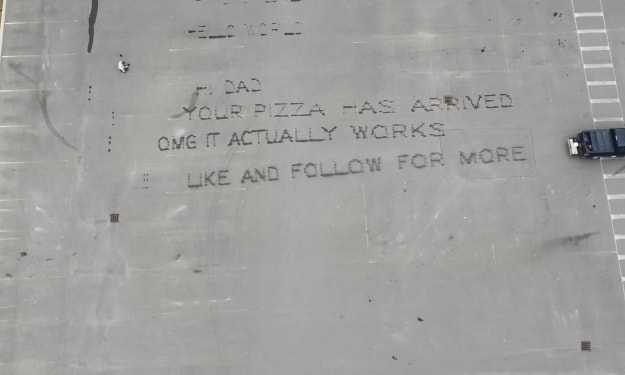 HELLO WORLD
HI DAD
YOUR PIZZA HAS ARRIVED
OMG IT ACTUALLY WORKS
LIKE AND FOLLOW FOR MORE